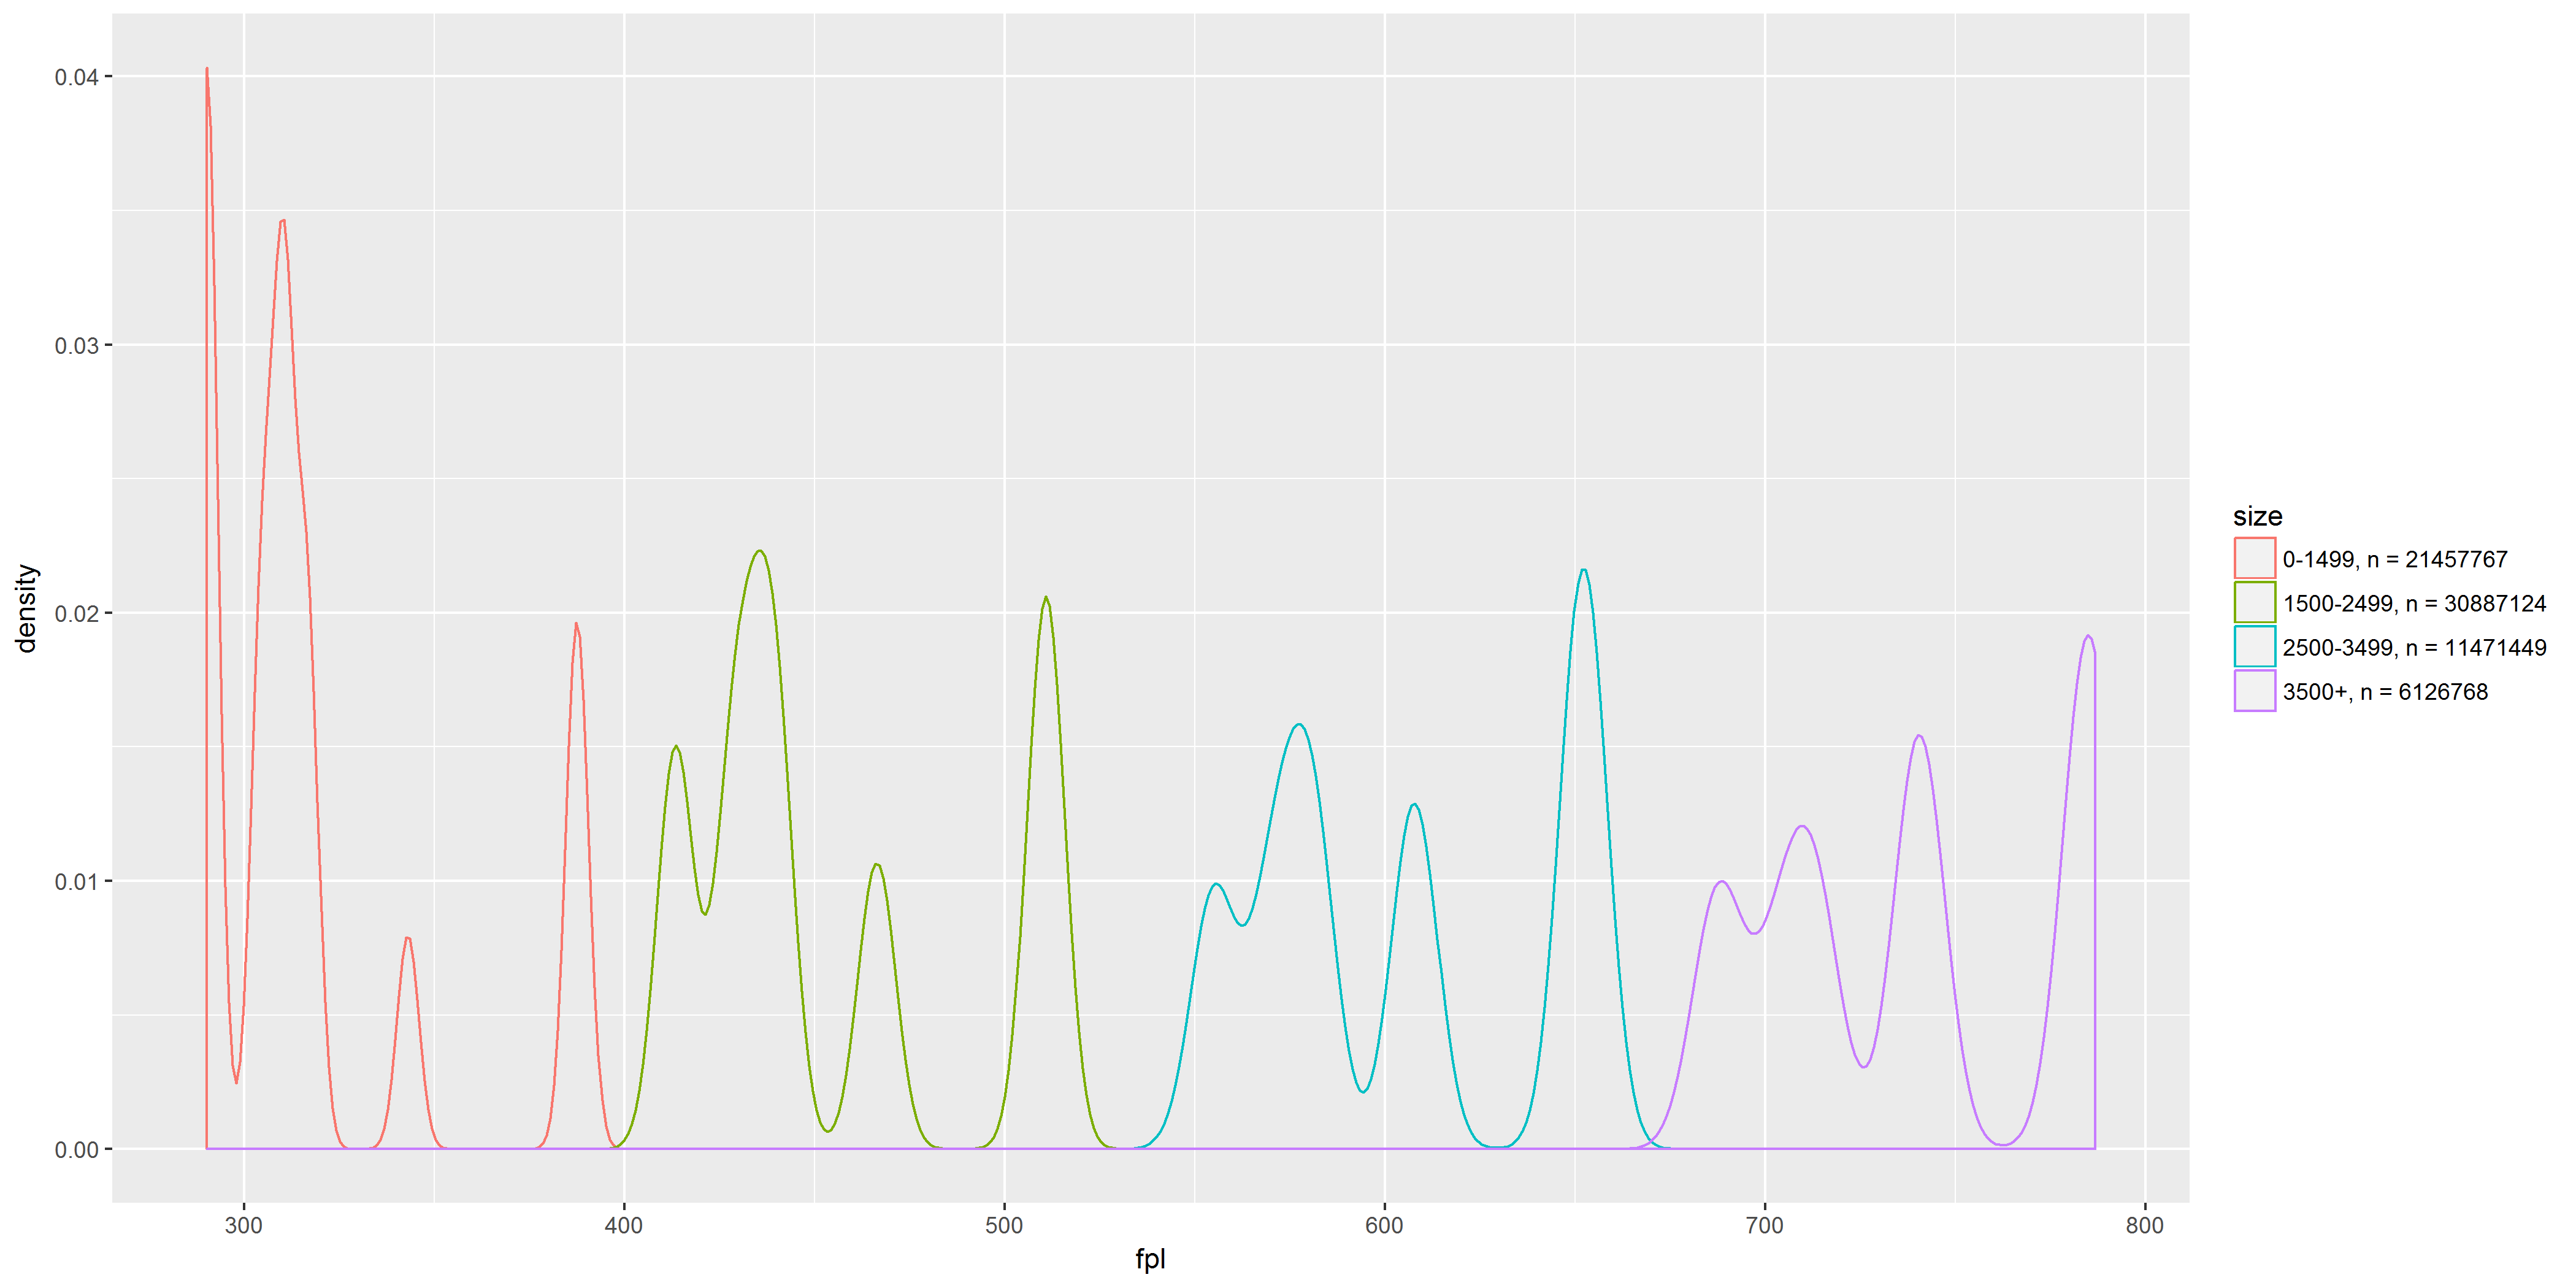 0.04
0.03
0.02
0.01
0.00
density
300 400 500 600 700 800
fpl
size
0-1499, n = 21457767
1500-2499, n = 30887124
2500-3499, n = 11471449
3500+, n = 6126768